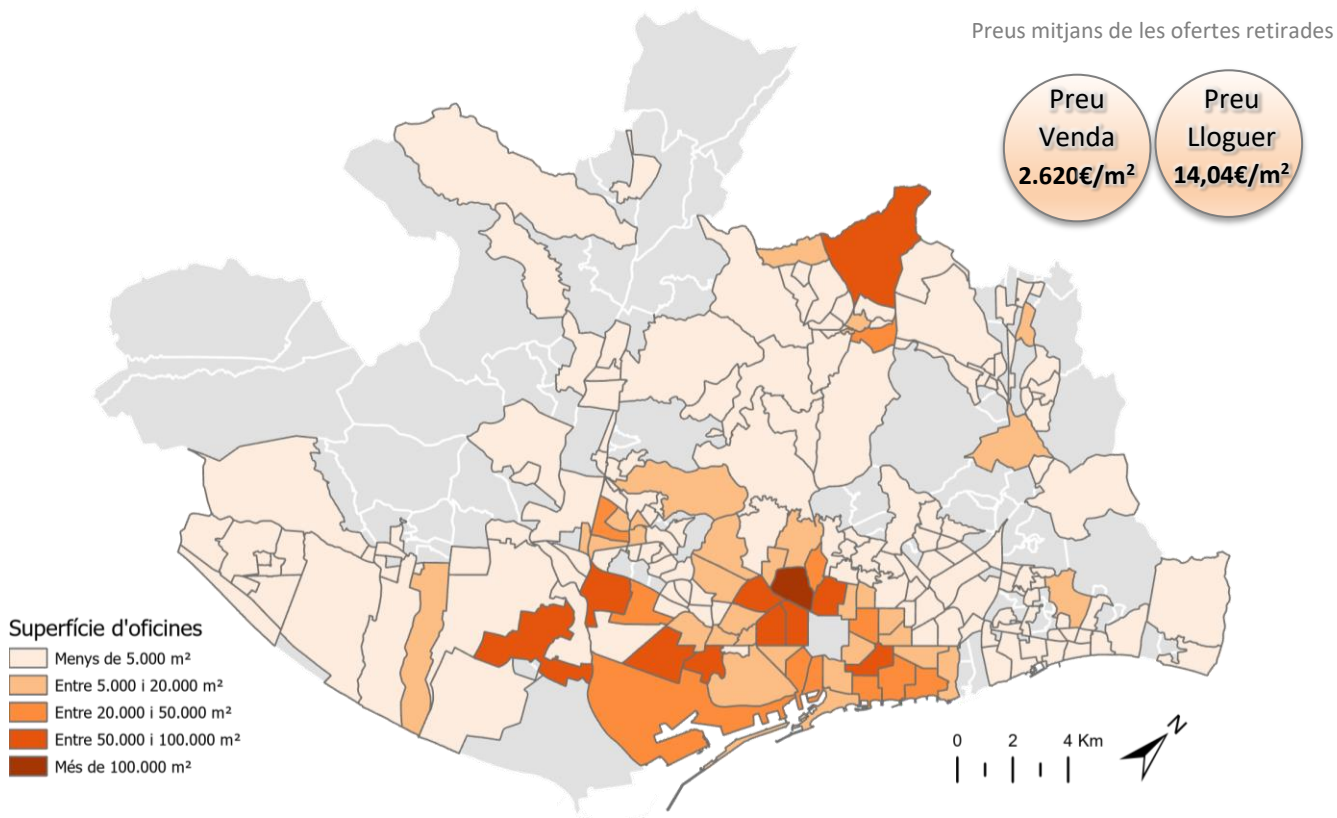 Preus mitjans de les ofertes retirades
Preu
Venda
2.620€/m²
Preu
Lloguer
14,04€/m²
Superfície d'oficines
Menys de 5.000 m²
Entre 5.000 i 20.000 m²
Entre 20.000 i 50.000 m²
Entre 50.000 i 100.000 m²
Més de 100.000 m²
0 2 4 Km
N